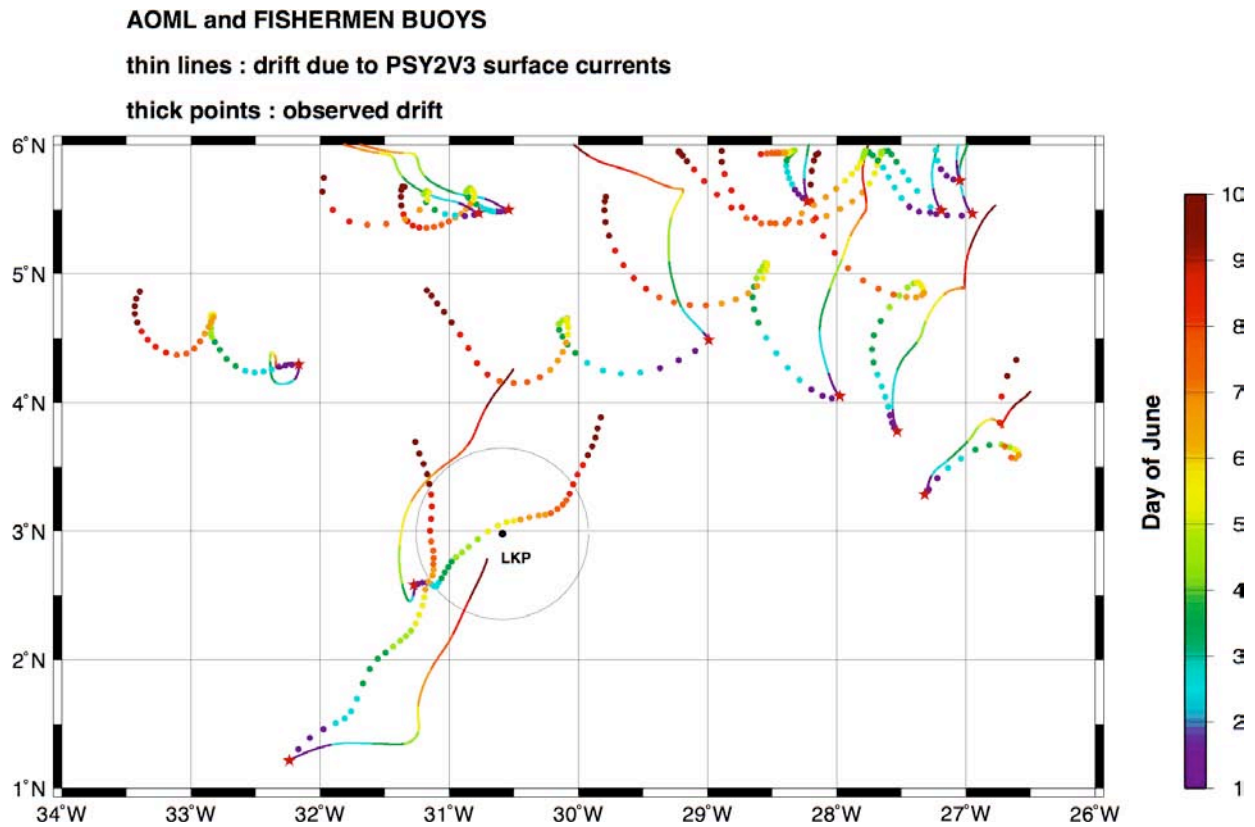 AOML and FISHERMEN BUOYS
thin lines : drift due to PSY2V3 surface currents
thick points : observed drift
6˚N
5˚N
4˚N
3˚N
2˚N
1˚N
34˚W 33˚W 32˚W 31˚W 30˚W 29˚W 28˚W 27˚W 26˚W
LKP
10
9
8
7
6
5
4
3
2
1
Day of June